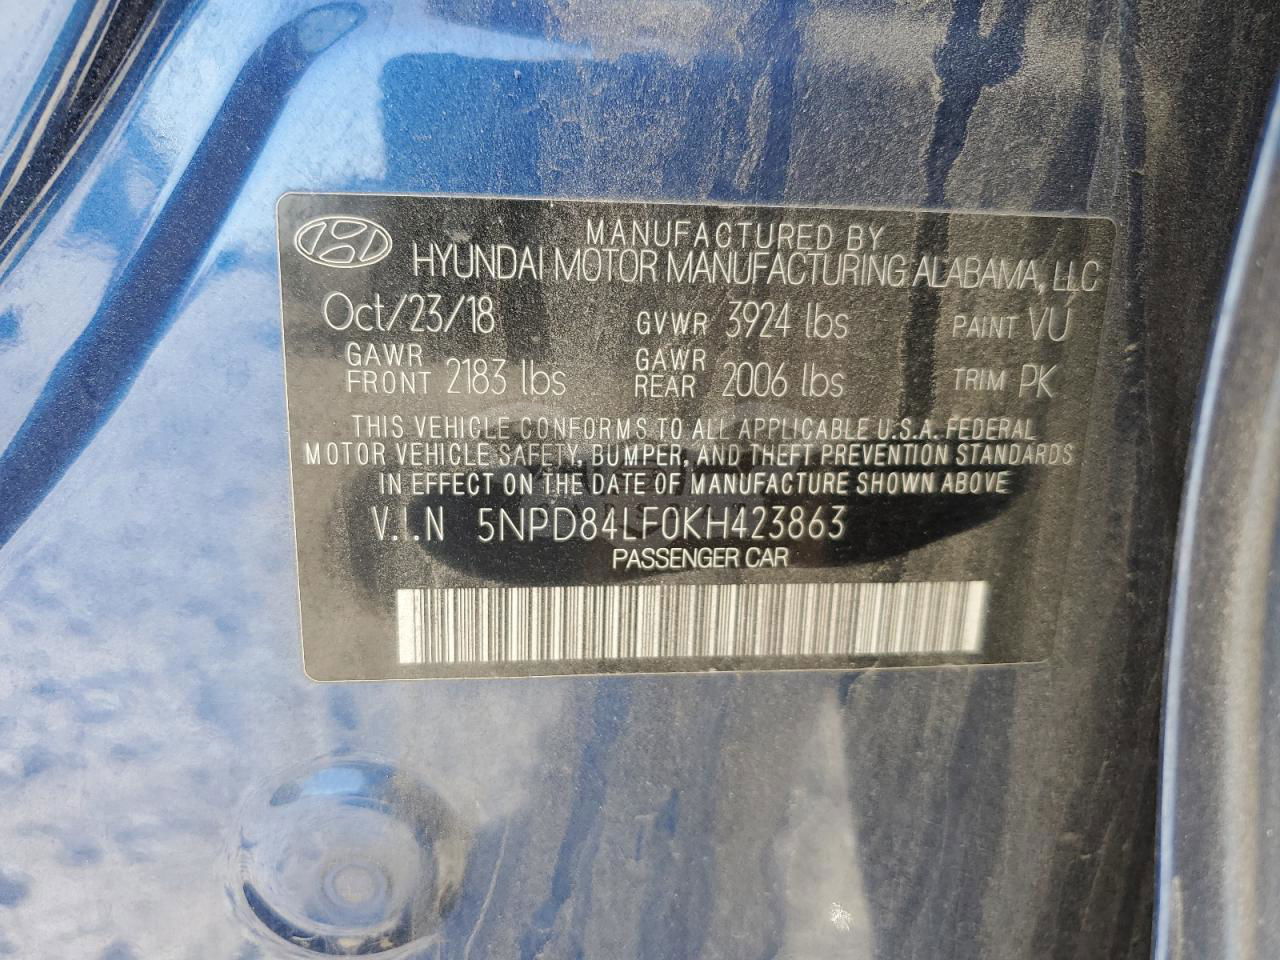 MANUFACTURED BY
HYUNDAI MOTOR MANUFACTURING ALABAMA, LLC
Oct/23/18 GVWR 3924 lbs PAINT VU
GAWR FRONT 2183 lbs GAWR REAR 2006 lbs TRIM PK
THIS VEHICLE CONFORMS TO ALL APPLICABLE U.S.A. FEDERAL
MOTOR VEHICLE SAFETY, BUMPER, AND THEFT PREVENTION STANDARDS
IN EFFECT ON THE DATE OF MANUFACTURE SHOWN ABOVE
V.I.N 5NPD84LF0KH423863
PASSENGER CAR